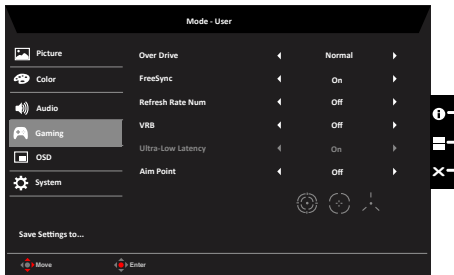 Mode - User
Picture
Color
Audio
Gaming
OSD
System
Over Drive Normal
FreeSync On
Refresh Rate Num Off
VRB Off
Ultra-Low Latency On
Aim Point Off
Save Settings to...
Move Enter